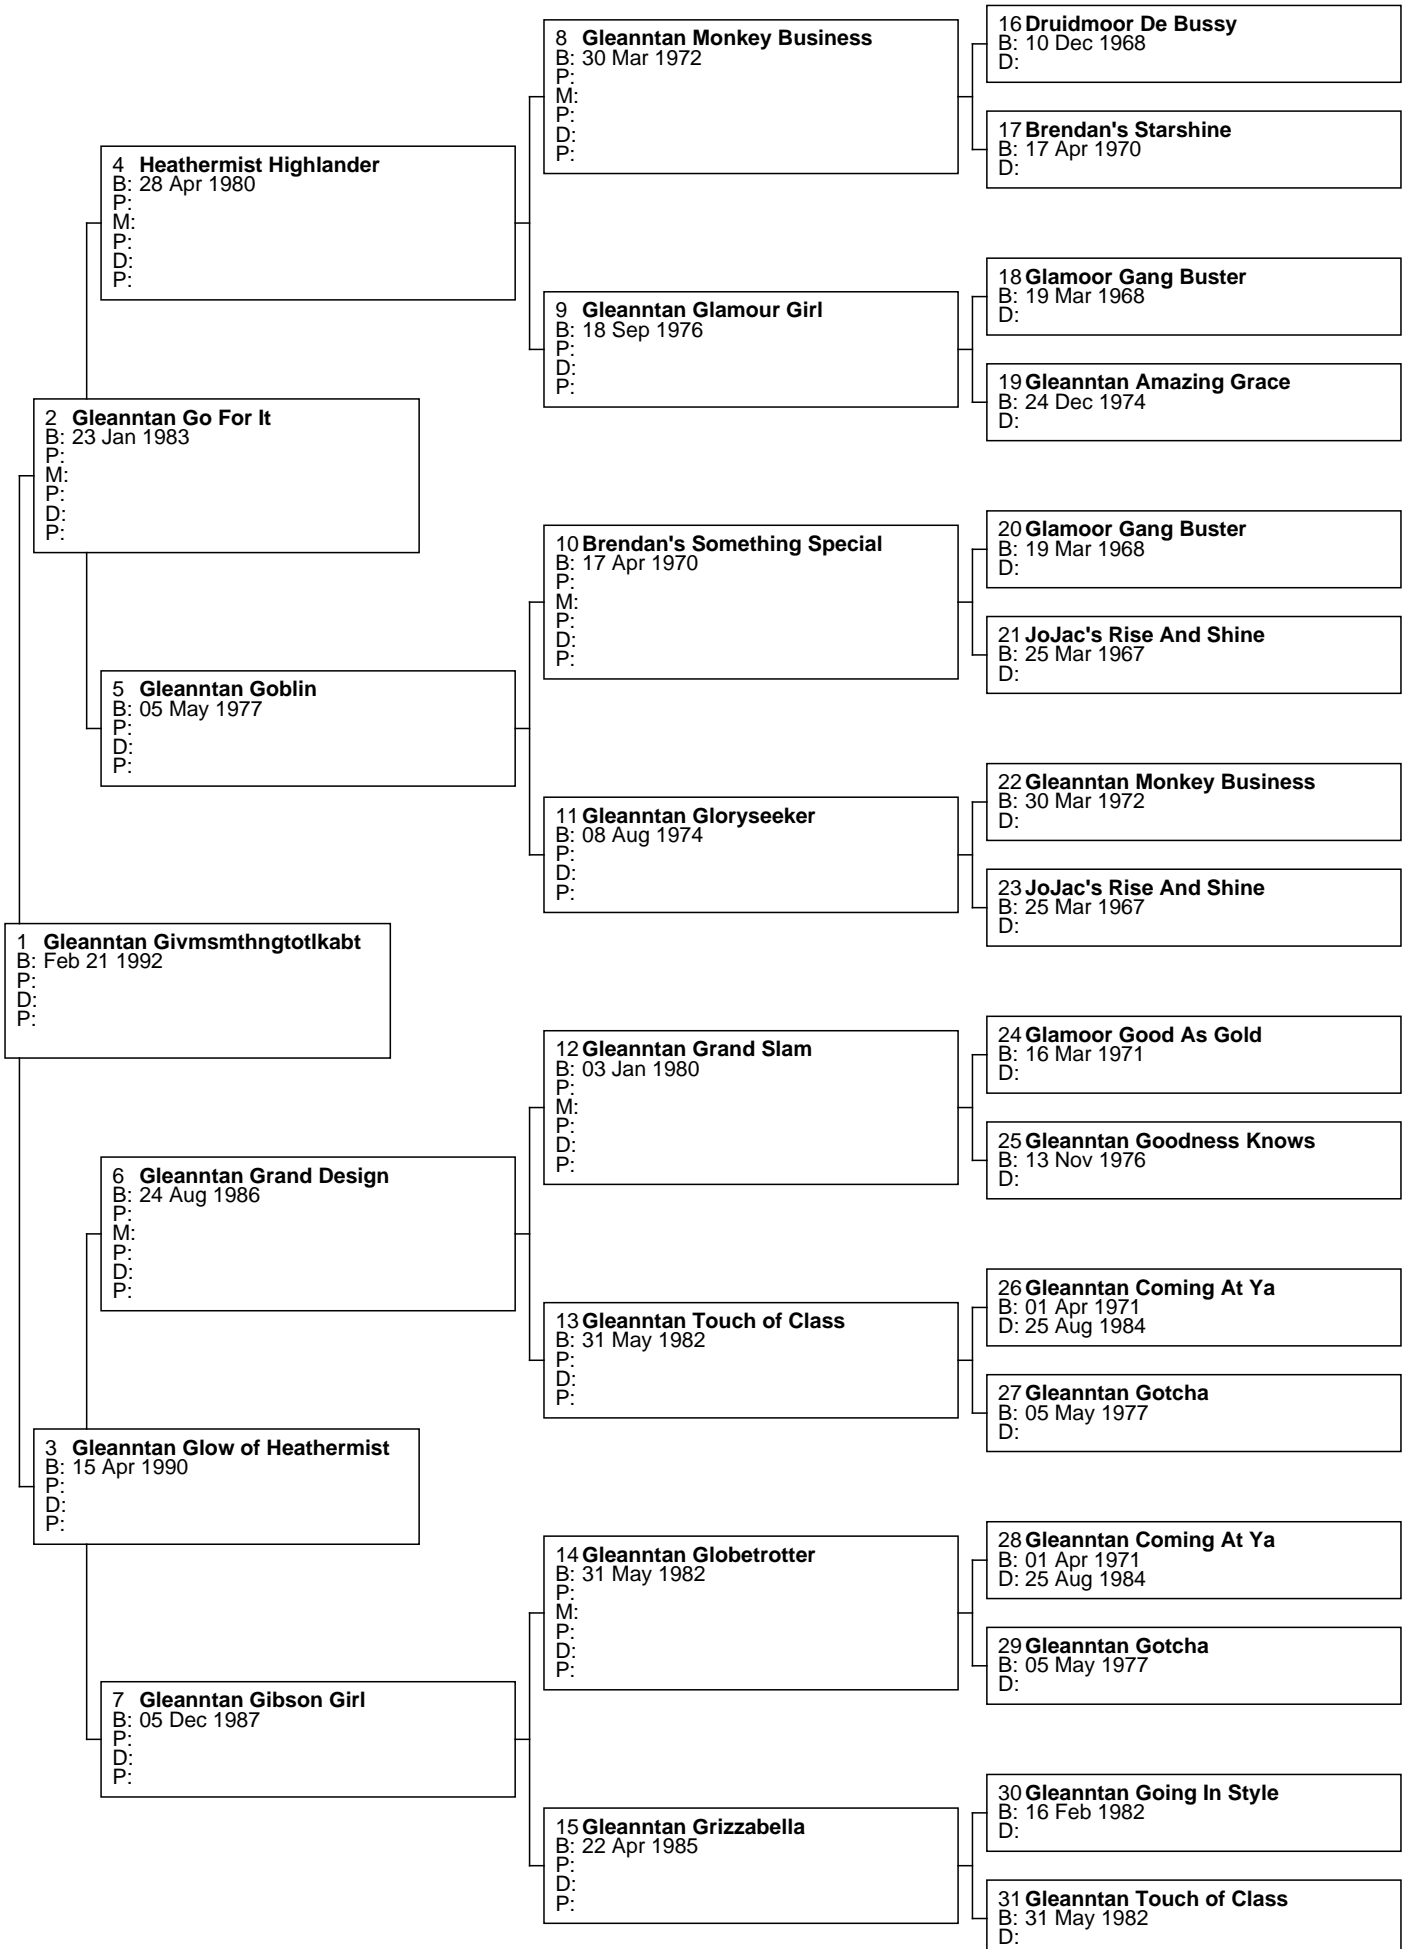 1 Gleanntan Givmsmthngtotlkabt
B: Feb 21 1992
P:
D:
P:
2 Gleanntan Go For It
B: 23 Jan 1983
P:
M:
P:
D:
P:
3 Gleanntan Glow of Heathermist
B: 15 Apr 1990
P:
D:
P:
4 Heathermist Highlander
B: 28 Apr 1980
P:
M:
P:
D:
P:
5 Gleanntan Goblin
B: 05 May 1977
P:
D:
P:
6 Gleanntan Grand Design
B: 24 Aug 1986
P:
M:
P:
D:
P:
7 Gleanntan Gibson Girl
B: 05 Dec 1987
P:
D:
P:
8 Gleanntan Monkey Business
B: 30 Mar 1972
P:
M:
P:
D:
P:
9 Gleanntan Glamour Girl
B: 18 Sep 1976
P:
D:
P:
10 Brendan's Something Special
B: 17 Apr 1970
P:
M:
P:
D:
P:
11 Gleanntan Gloryseeker
B: 08 Aug 1974
P:
D:
P:
12 Gleanntan Grand Slam
B: 03 Jan 1980
P:
M:
P:
D:
P:
13 Gleanntan Touch of Class
B: 31 May 1982
P:
D:
P:
14 Gleanntan Globetrotter
B: 31 May 1982
P:
M:
P:
D:
P:
15 Gleanntan Grizzabella
B: 22 Apr 1985
P:
D:
P:
16 Druidmoor De Bussy
B: 10 Dec 1968
D:
17 Brendan's Starshine
B: 17 Apr 1970
D:
18 Glamoor Gang Buster
B: 19 Mar 1968
D:
19 Gleanntan Amazing Grace
B: 24 Dec 1974
D:
20 Glamoor Gang Buster
B: 19 Mar 1968
D:
21 JoJac's Rise And Shine
B: 25 Mar 1967
D:
22 Gleanntan Monkey Business
B: 30 Mar 1972
D:
23 JoJac's Rise And Shine
B: 25 Mar 1967
D:
24 Glamoor Good As Gold
B: 16 Mar 1971
D:
25 Gleanntan Goodness Knows
B: 13 Nov 1976
D:
26 Gleanntan Coming At Ya
B: 01 Apr 1971
D: 25 Aug 1984
27 Gleanntan Gotcha
B: 05 May 1977
D:
28 Gleanntan Coming At Ya
B: 01 Apr 1971
D: 25 Aug 1984
29 Gleanntan Gotcha
B: 05 May 1977
D:
30 Gleanntan Going In Style
B: 16 Feb 1982
D:
31 Gleanntan Touch of Class
B: 31 May 1982
D: